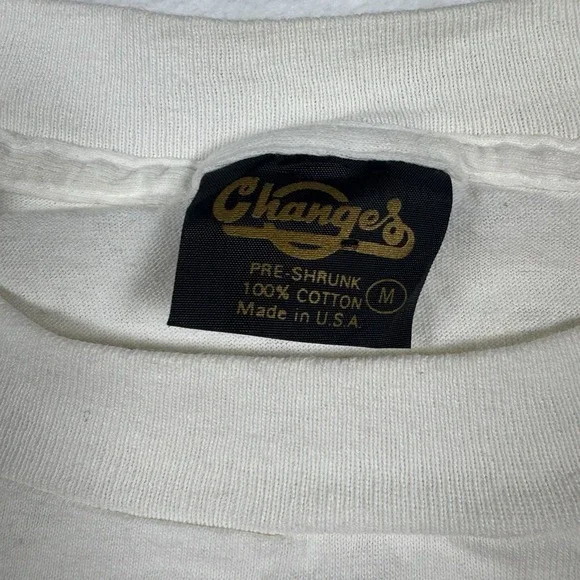 Changes
PRE-SHRUNK
100% COTTON M
Made in U.S.A.